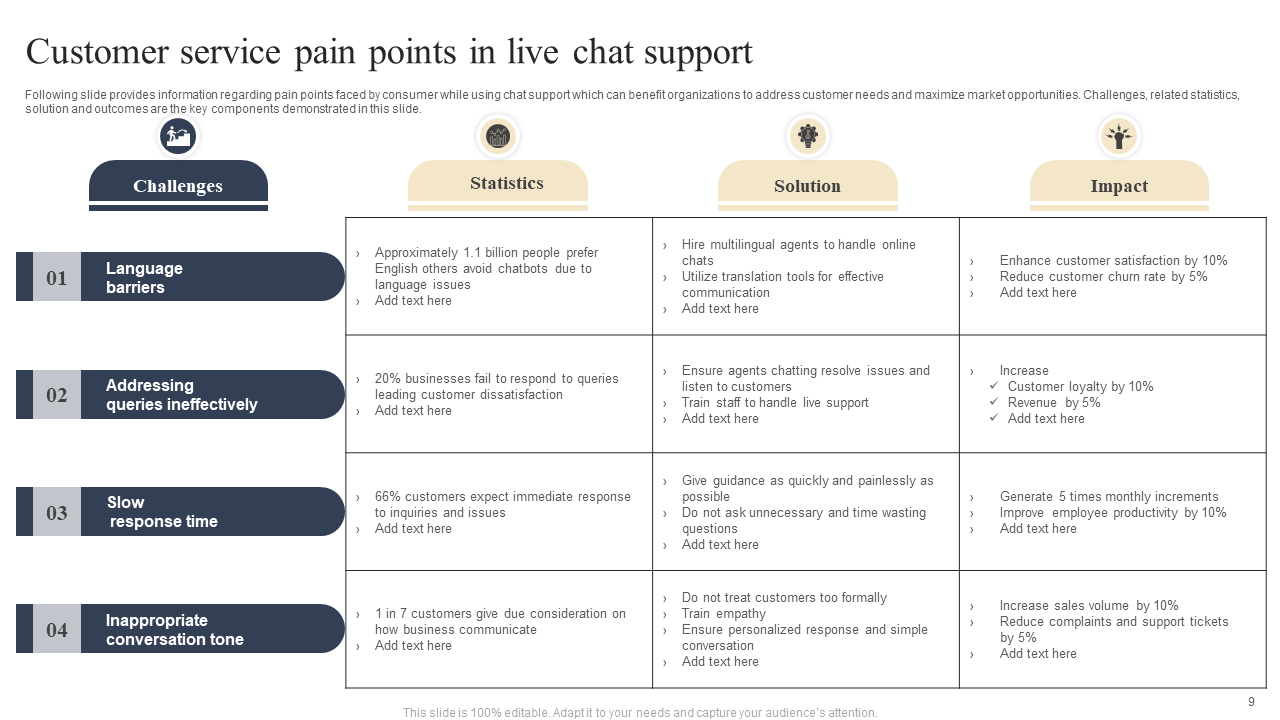 Customer service pain points in live chat support
Following slide provides information regarding pain points faced by consumer while using chat support which can benefit organizations to address customer needs and maximize market opportunities. Challenges, related statistics,
solution and outcomes are the key components demonstrated in this slide.
Challenges
Statistics
Solution
Impact
01
Language
barriers
› Approximately 1.1 billion people prefer
English others avoid chatbots due to
language issues
› Add text here
› Hire multilingual agents to handle online
chats
› Utilize translation tools for effective
communication
› Add text here
› Enhance customer satisfaction by 10%
› Reduce customer churn rate by 5%
› Add text here
02
Addressing
queries ineffectively
› 20% businesses fail to respond to queries
leading customer dissatisfaction
› Add text here
› Ensure agents chatting resolve issues and
listen to customers
› Train staff to handle live support
› Add text here
› Increase
✓ Customer loyalty by 10%
✓ Revenue by 5%
✓ Add text here
03
Slow
response time
› 66% customers expect immediate response
to inquiries and issues
› Add text here
› Give guidance as quickly and painlessly as
possible
› Do not ask unnecessary and time wasting
questions
› Add text here
› Generate 5 times monthly increments
› Improve employee productivity by 10%
› Add text here
04
Inappropriate
conversation tone
› 1 in 7 customers give due consideration on
how business communicate
› Add text here
› Do not treat customers too formally
› Train empathy
› Ensure personalized response and simple
conversation
› Add text here
› Increase sales volume by 10%
› Reduce complaints and support tickets
by 5%
› Add text here
This slide is 100% editable. Adapt it to your needs and capture your audience's attention.
9